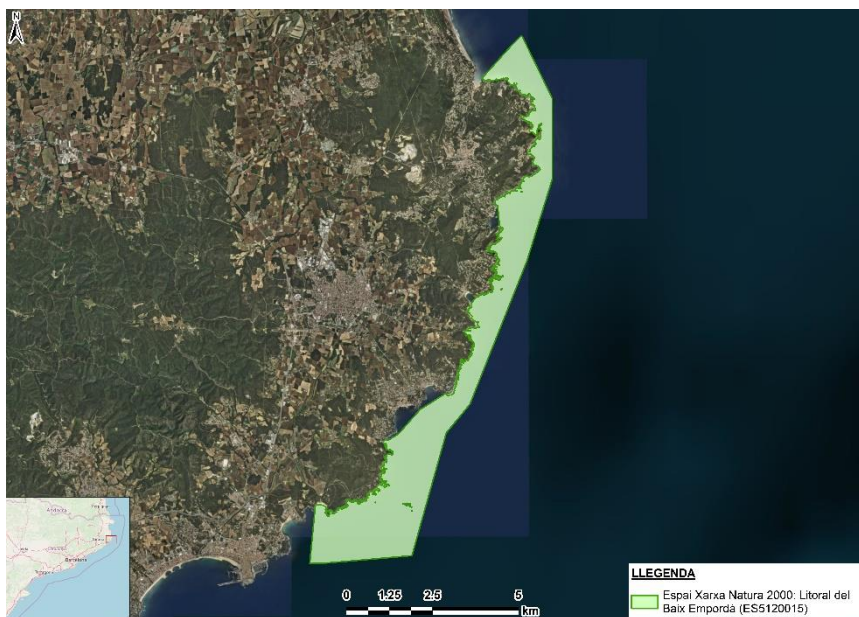 N
LLEGENDA
Espai Xarxa Natura 2000: Litoral del
Baix Empordà (ES5120015)
0 1.25 2.5 5
km
Barcelona